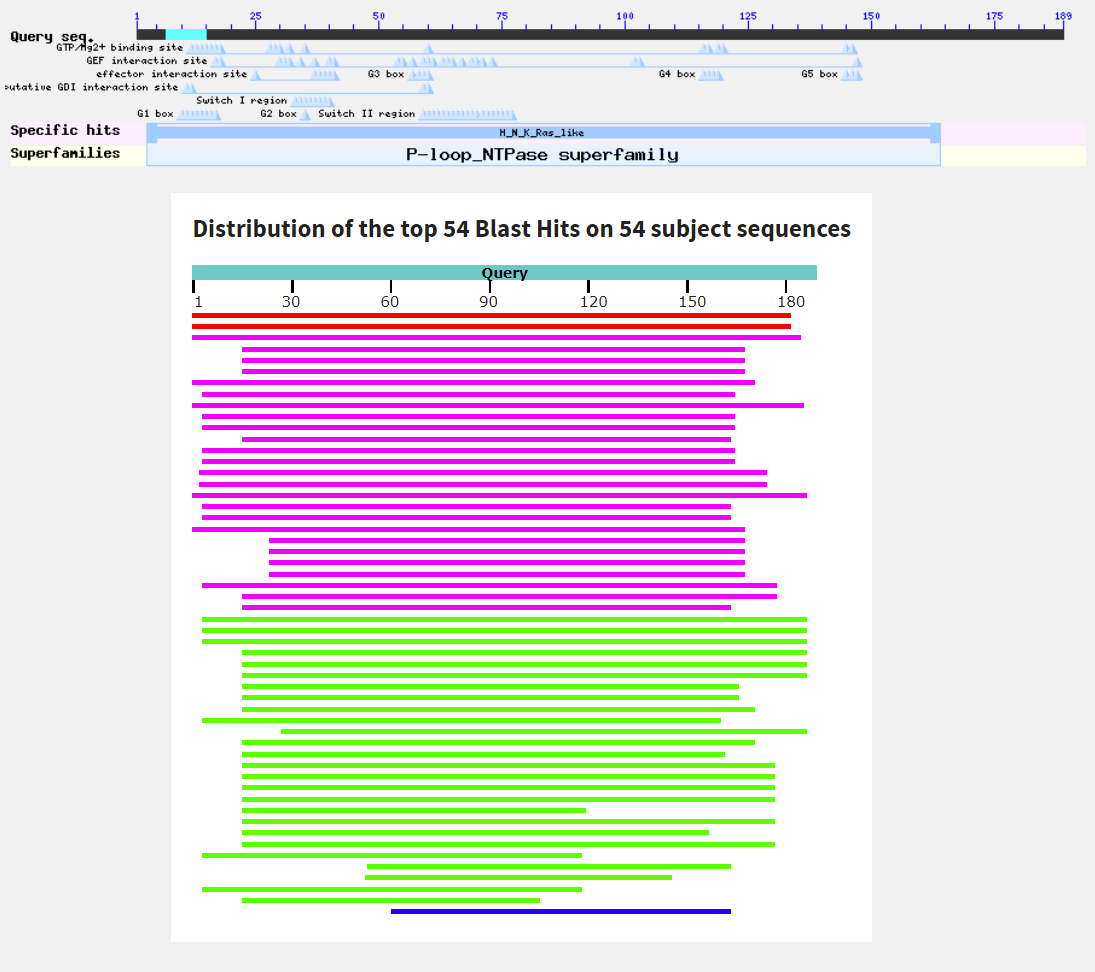 1 25 50 75 100 125 150 175 189
Query seq.
GTP/Mg2+ binding site
GEF interaction site
effector interaction site G3 box G4 box G5 box
putative GDI interaction site
Switch I region
G1 box G2 box Switch II region
Specific hits H_N_K_Ras_like
Superfamilies P-loop_NTPase superfamily
Distribution of the top 54 Blast Hits on 54 subject sequences
Query
1 30 60 90 120 150 180